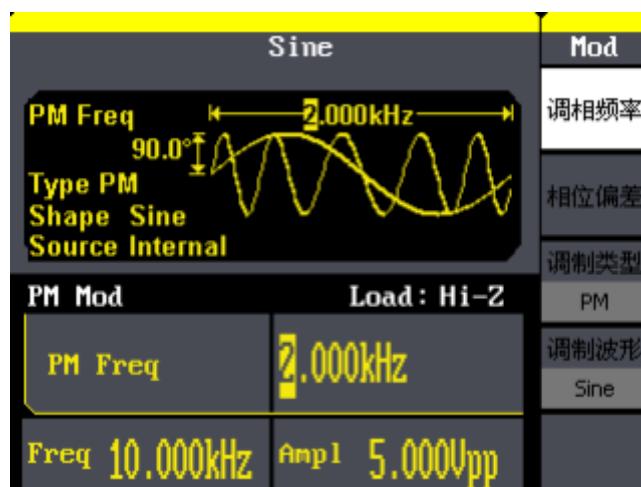 Sine
PM Freq
2.000kHz
90.0°
Type PM
Shape Sine
Source Internal
PM Mod
Load: Hi-Z
PM Freq
2.000kHz
Freq 10.000kHz
Ampl 5.000Vpp
Mod
调相频率
相位偏差
调制类型
PM
调制波形
Sine